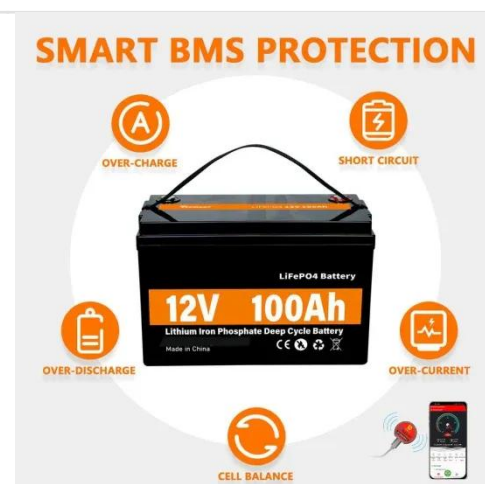 SMART BMS PROTECTION
OVER-CHARGE
SHORT CIRCUIT
LiFePO4 Battery
12V 100Ah
Lithium Iron Phosphate Deep Cycle Battery
Made in China
CE
OVER-DISCHARGE
OVER-CURRENT
CELL BALANCE